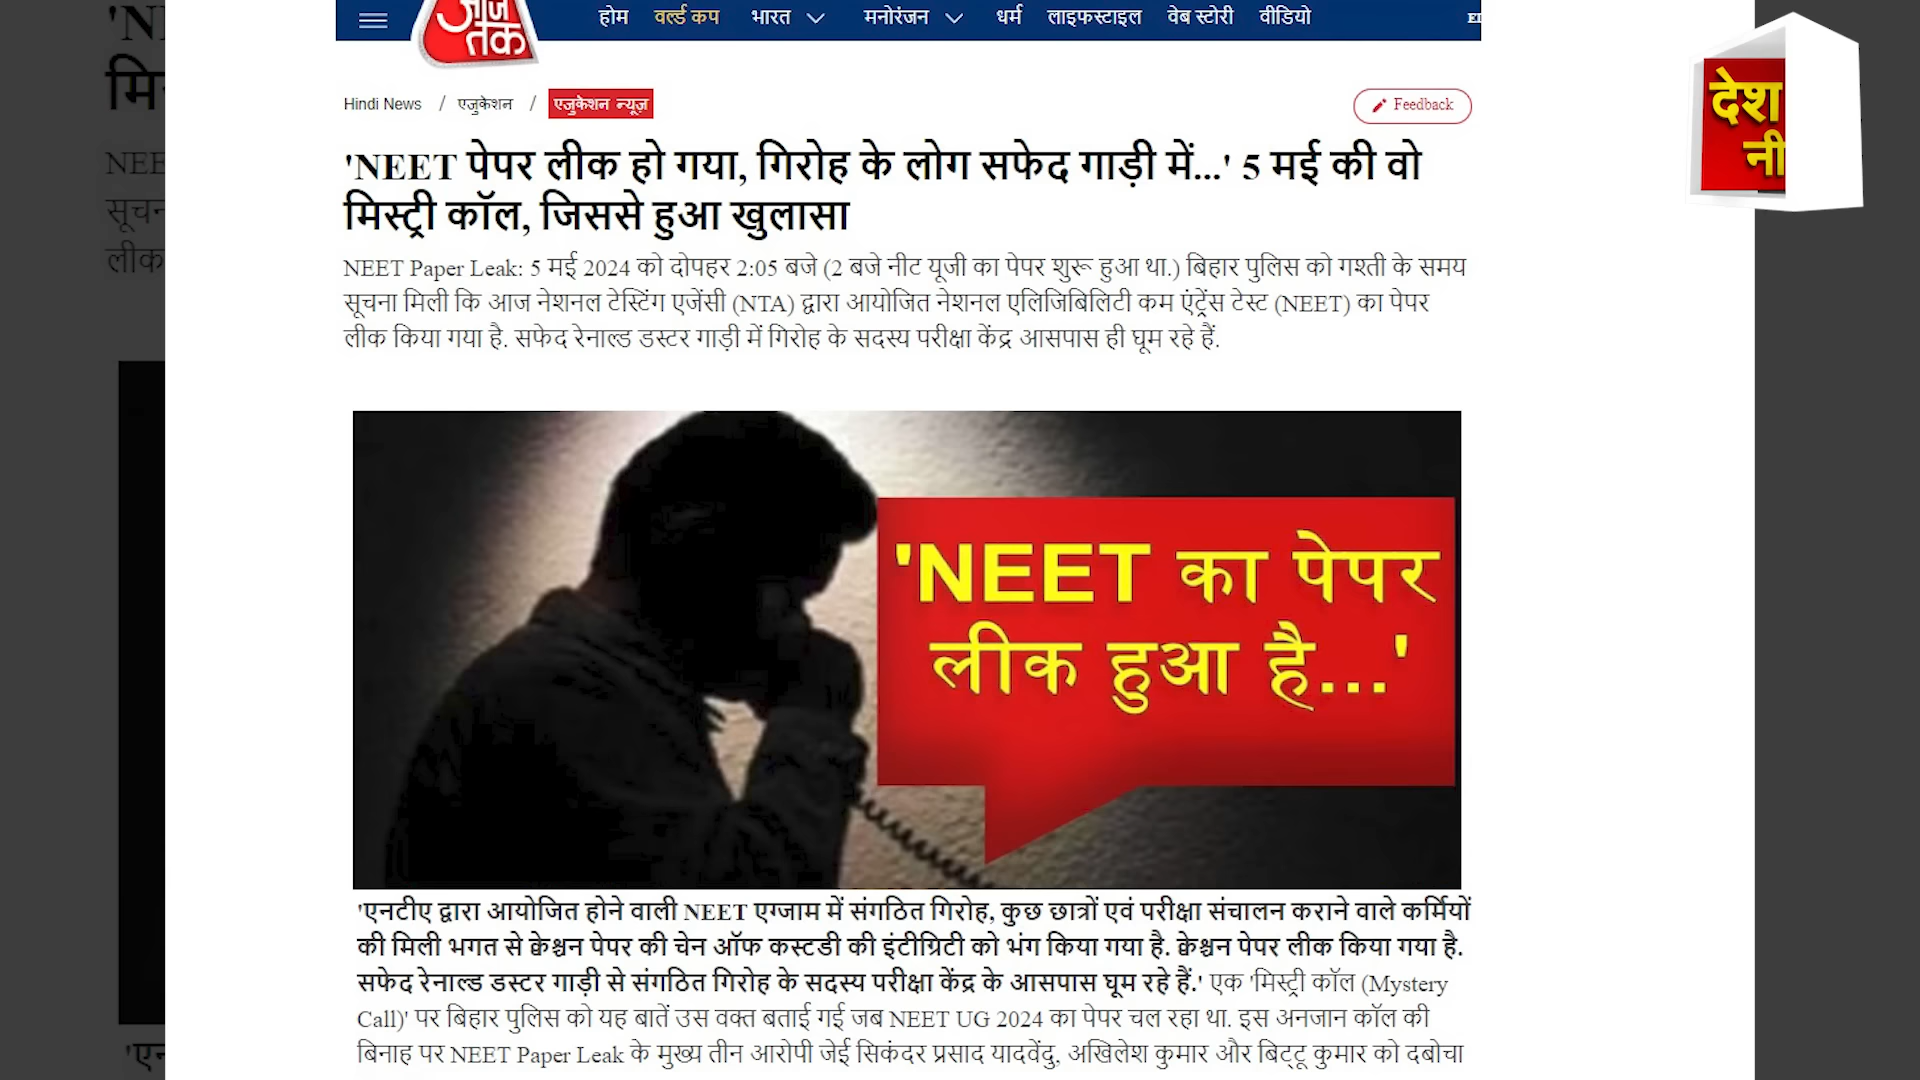 आज तक
होम वर्ल्ड कप भारत मनोरंजन धर्म लाइफस्टाइल वेब स्टोरी वीडियो
Hindi News / एजुकेशन / एजुकेशन न्यूज़
Feedback
देश
नी
'NEET पेपर लीक हो गया, गिरोह के लोग सफेद गाड़ी में...' 5 मई की वो
मिस्ट्री कॉल, जिससे हुआ खुलासा
NEET Paper Leak: 5 मई 2024 को दोपहर 2:05 बजे (2 बजे नीट यूजी का पेपर शुरू हुआ था.) बिहार पुलिस को गश्ती के समय
सूचना मिली कि आज नेशनल टेस्टिंग एजेंसी (NTA) द्वारा आयोजित नेशनल एलिजिबिलिटी कम एंट्रेंस टेस्ट (NEET) का पेपर
लीक किया गया है. सफेद रेनाल्ड डस्टर गाड़ी में गिरोह के सदस्य परीक्षा केंद्र आसपास ही घूम रहे हैं.
'NEET का पेपर
लीक हुआ है...'
'एनटीए द्वारा आयोजित होने वाली NEET एग्जाम में संगठित गिरोह, कुछ छात्रों एवं परीक्षा संचालन कराने वाले कर्मियों
की मिली भगत से क्वेश्चन पेपर की चेन ऑफ कस्टडी की इंटीग्रिटी को भंग किया गया है. क्वेश्चन पेपर लीक किया गया है.
सफेद रेनाल्ड डस्टर गाड़ी से संगठित गिरोह के सदस्य परीक्षा केंद्र के आसपास घूम रहे हैं.' एक 'मिस्ट्री कॉल (Mystery
Call)' पर बिहार पुलिस को यह बातें उस वक्त बताई गई जब NEET UG 2024 का पेपर चल रहा था. इस अनजान कॉल की
बिनाह पर NEET Paper Leak के मुख्य तीन आरोपी जेई सिकंदर प्रसाद यादवेंदु, अखिलेश कुमार और बिट्टू कुमार को दबोचा